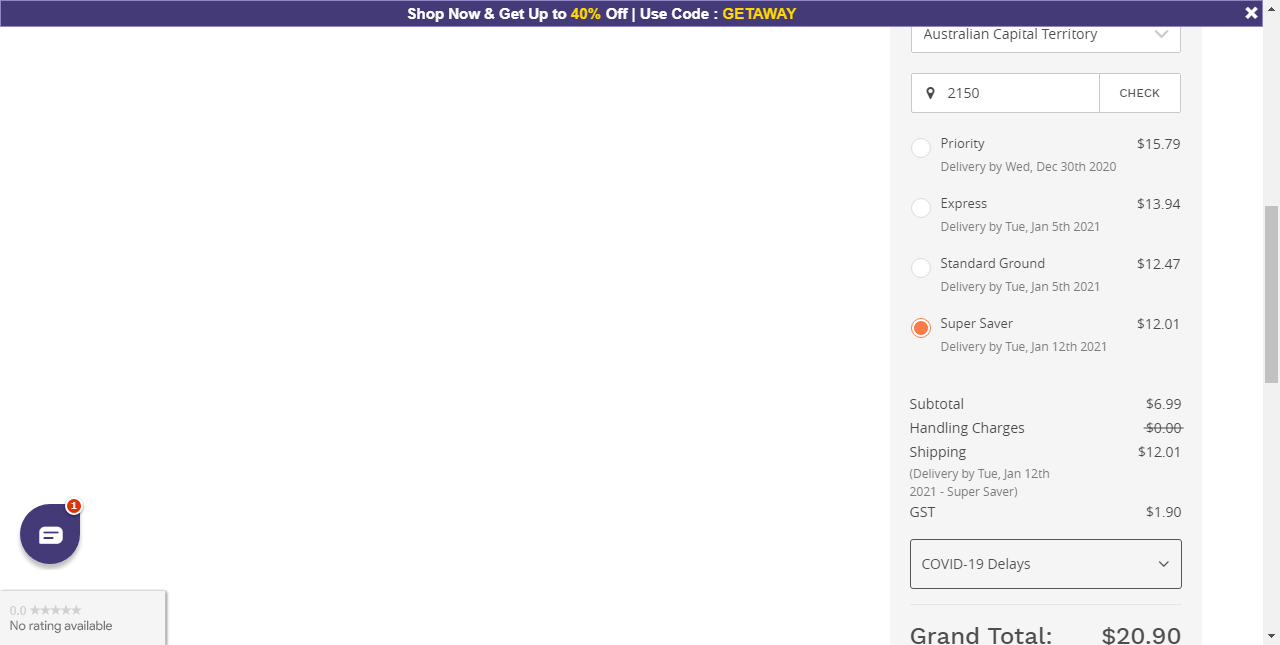 Shop Now & Get Up to 40% Off | Use Code : GETAWAY
Australian Capital Territory
2150 CHECK
Priority $15.79
Delivery by Wed, Dec 30th 2020
Express $13.94
Delivery by Tue, Jan 5th 2021
Standard Ground $12.47
Delivery by Tue, Jan 5th 2021
Super Saver $12.01
Delivery by Tue, Jan 12th 2021
Subtotal $6.99
Handling Charges $0.00
Shipping $12.01
(Delivery by Tue, Jan 12th
2021 - Super Saver)
GST $1.90
COVID-19 Delays
Grand Total: $20.90
1
0.0
No rating available